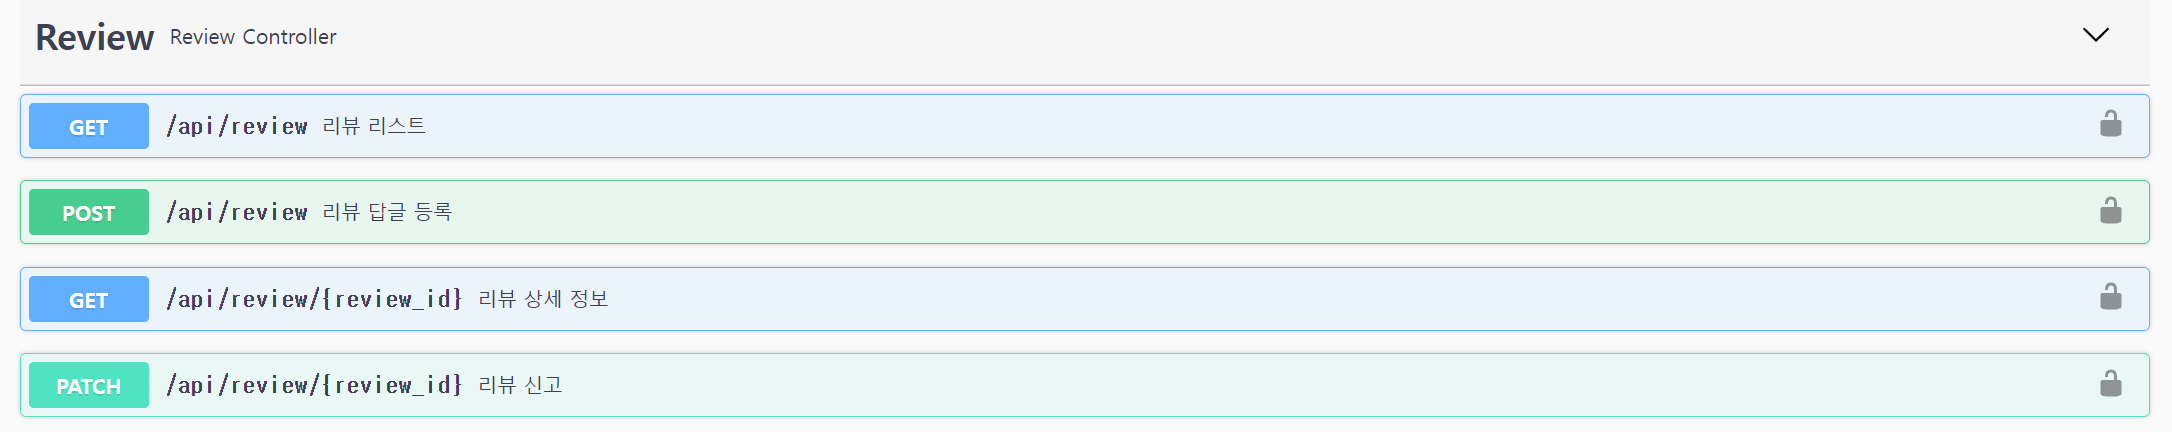 Review Review Controller
GET /api/review 리뷰 리스트
POST /api/review 리뷰 답글 등록
GET /api/review/{review_id} 리뷰 상세 정보
PATCH /api/review/{review_id} 리뷰 신고